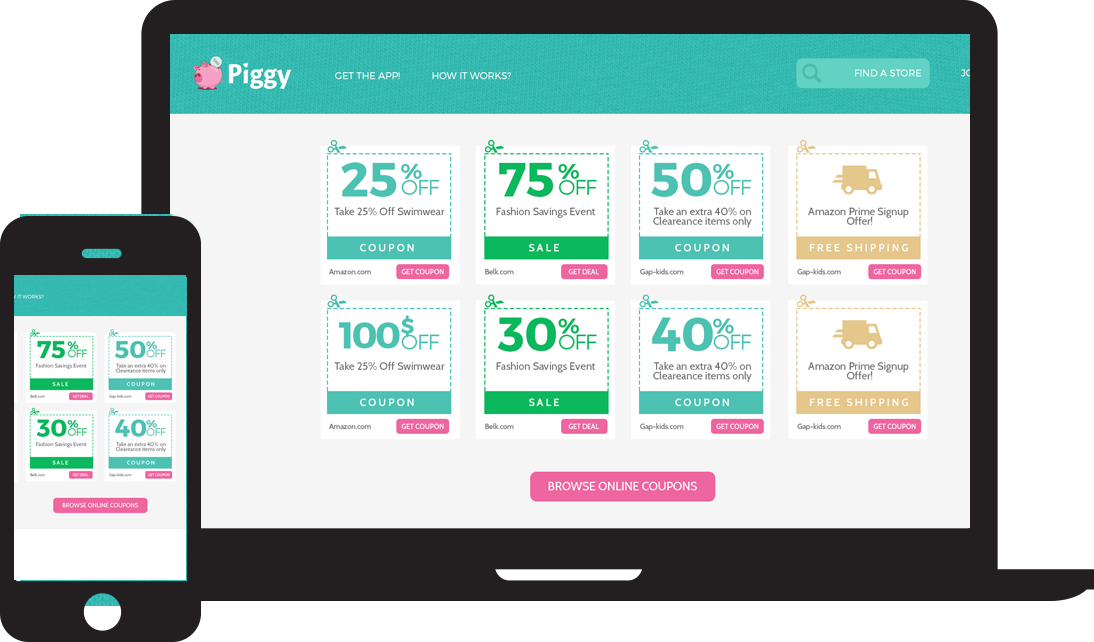 Piggy
GET THE APP!
HOW IT WORKS?
FIND A STORE
JO
25%OFF
Take 25% Off Swimwear
COUPON
Amazon.com
GET COUPON
75%OFF
Fashion Savings Event
SALE
Belk.com
GET DEAL
50%OFF
Take an extra 40% on
Cleareance items only
COUPON
Gap-kids.com
GET COUPON
Amazon Prime Signup
Offer!
FREE SHIPPING
Gap-kids.com
GET COUPON
100$OFF
Take 25% Off Swimwear
COUPON
Amazon.com
GET COUPON
30%OFF
Fashion Savings Event
SALE
Belk.com
GET DEAL
40%OFF
Take an extra 40% on
Cleareance items only
COUPON
Gap-kids.com
GET COUPON
Amazon Prime Signup
Offer!
FREE SHIPPING
Gap-kids.com
GET COUPON
BROWSE ONLINE COUPONS
IT WORKS?
75%OFF
Fashion Savings Event
SALE
Belk.com
GET DEAL
50%OFF
Take an extra 40% on
Cleareance items only
COUPON
Gap-kids.com
GET COUPON
30%OFF
Fashion Savings Event
SALE
Belk.com
GET DEAL
40%OFF
Take an extra 40% on
Cleareance items only
COUPON
Gap-kids.com
GET COUPON
BROWSE ONLINE COUPONS